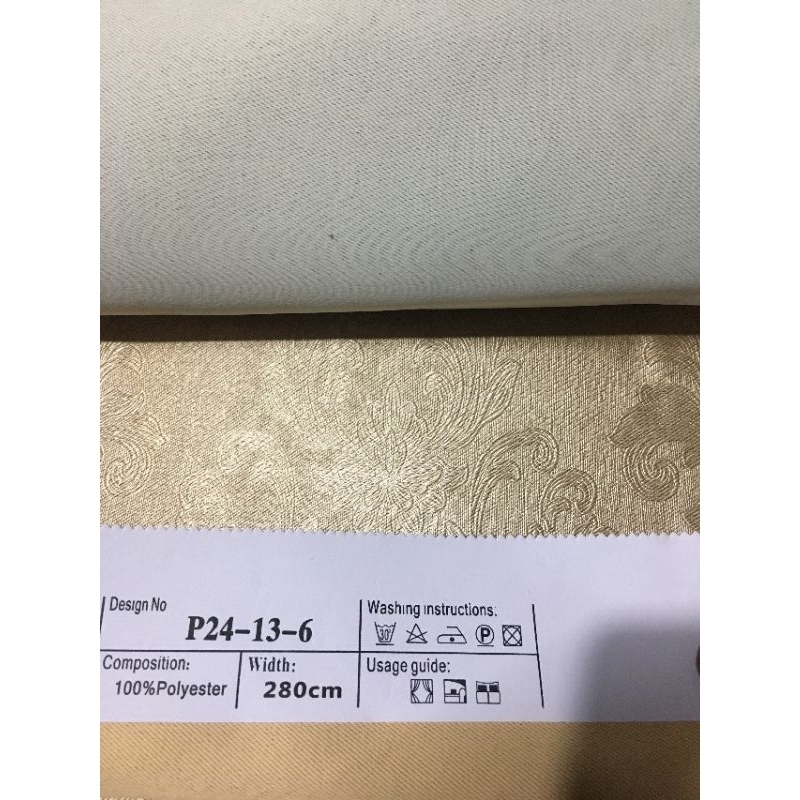 Design No
P24-13-6
Washing instructions:
30°
P
Composition:
100%Polyester
Width:
280cm
Usage guide: